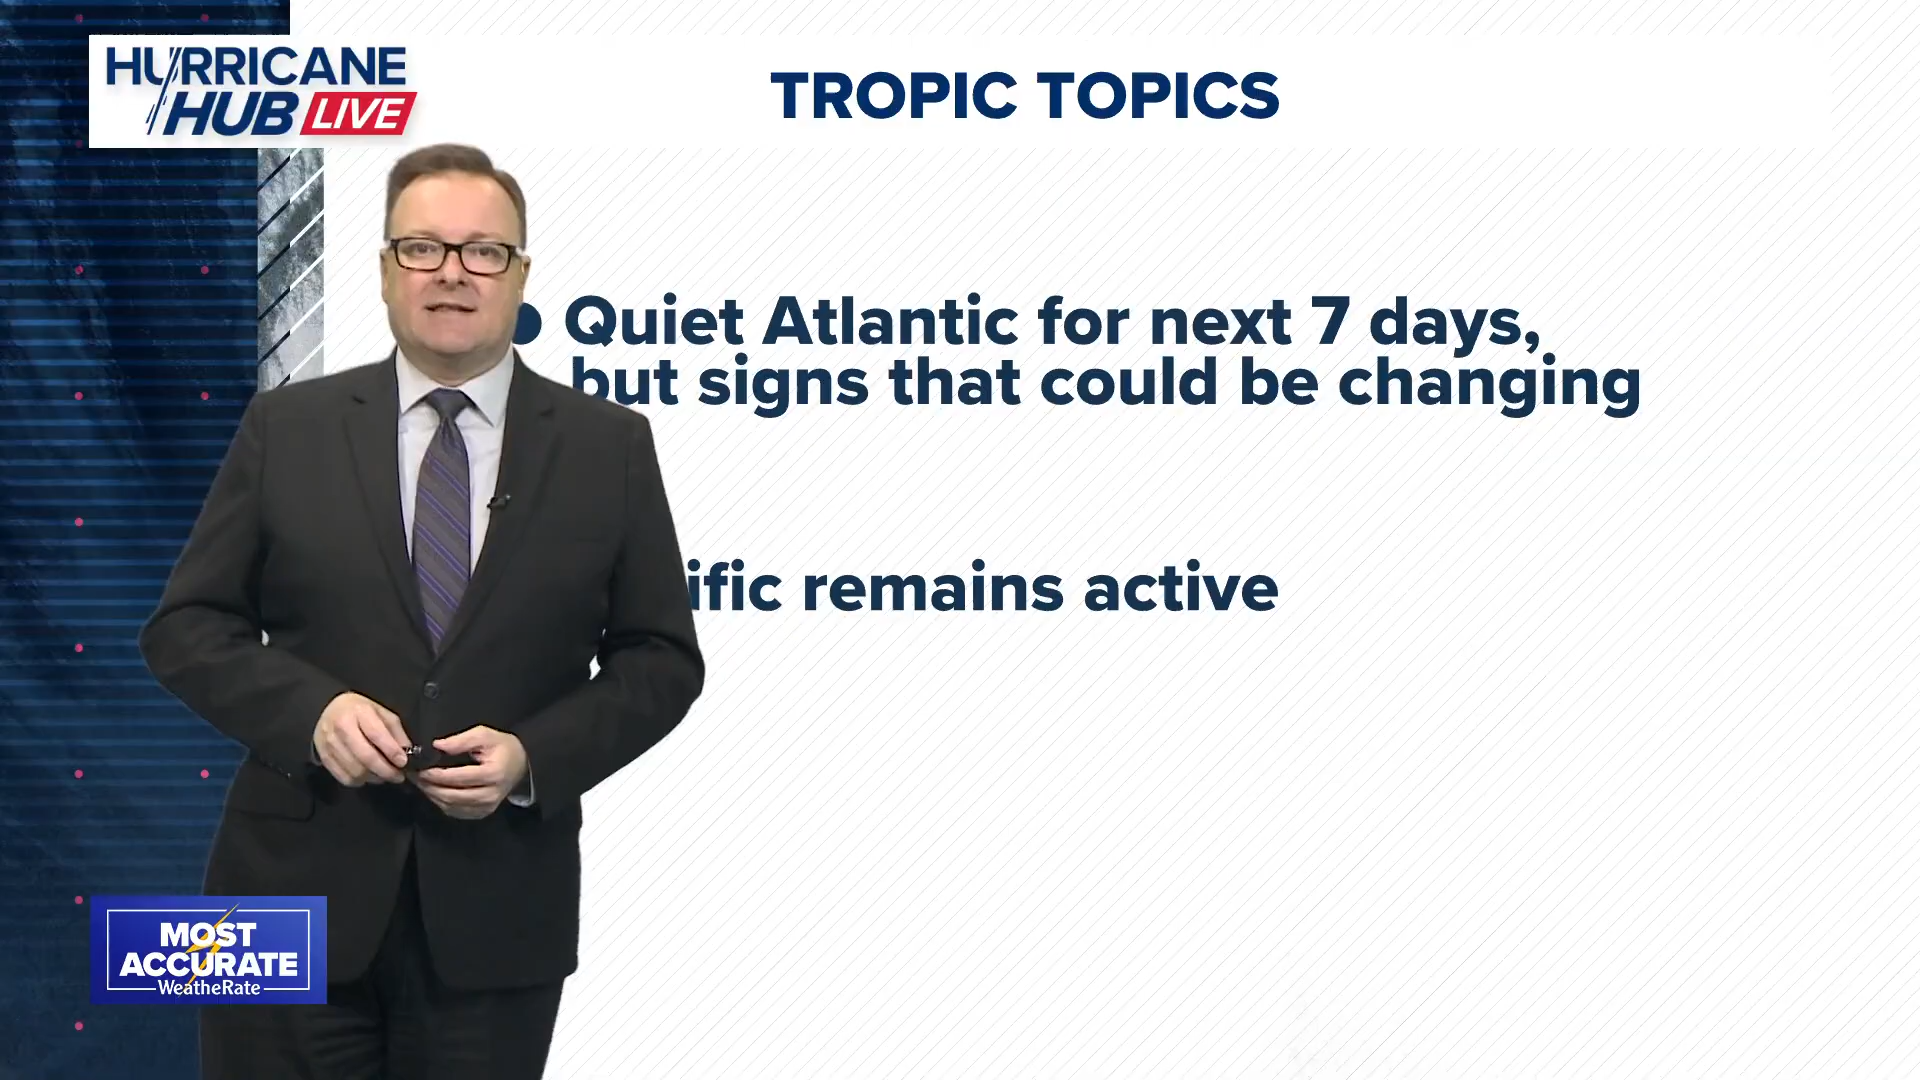 HURRICANE
HUB LIVE
TROPIC TOPICS
• Quiet Atlantic for next 7 days,
but signs that could be changing
remains active
MOST
ACCURATE
WeatheRate